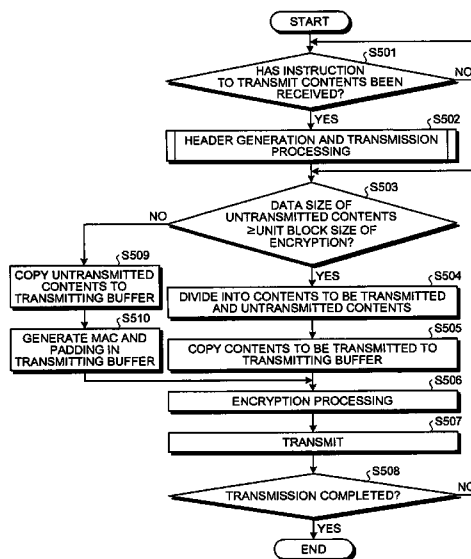 START
S501
HAS INSTRUCTION
TO TRANSMIT CONTENTS BEEN
RECEIVED?
NO
YES
S502
HEADER GENERATION AND TRANSMISSION
PROCESSING
S503
DATA SIZE OF
UNTRANSMITTED CONTENTS
≥UNIT BLOCK SIZE OF
ENCRYPTION?
NO
YES
S509
COPY UNTRANSMITTED
CONTENTS TO
TRANSMITTING BUFFER
S504
DIVIDE INTO CONTENTS TO BE TRANSMITTED
AND UNTRANSMITTED CONTENTS
S510
GENERATE MAC AND
PADDING IN
TRANSMITTING BUFFER
S505
COPY CONTENTS TO BE TRANSMITTED TO
TRANSMITTING BUFFER
S506
ENCRYPTION PROCESSING
S507
TRANSMIT
S508
TRANSMISSION COMPLETED?
NO
YES
END